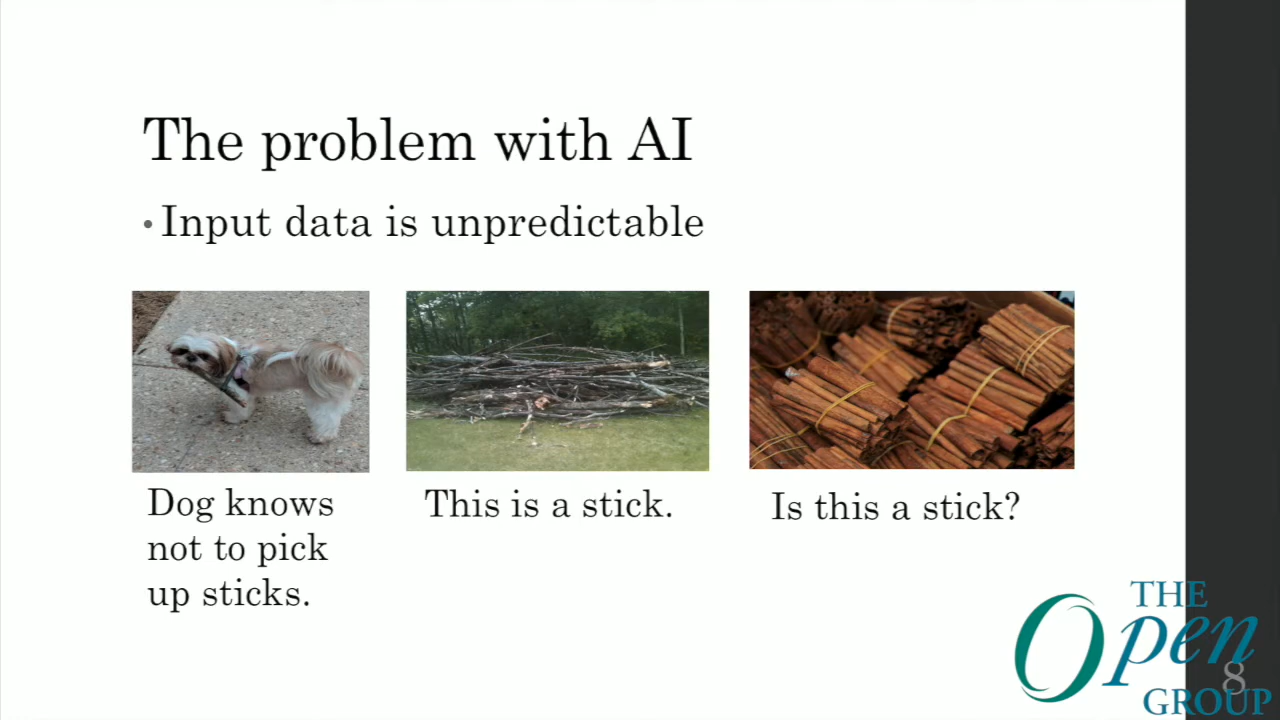 The problem with AI
• Input data is unpredictable
Dog knows
not to pick
up sticks.
This is a stick.
Is this a stick?
THE
Open
GROUP
8